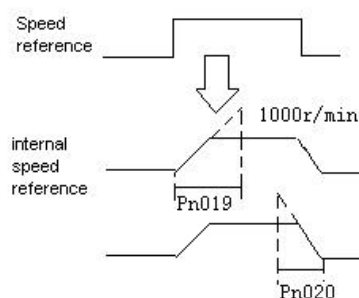 Speed
reference
1000r/min
internal
speed
reference
Pn019
Pn020